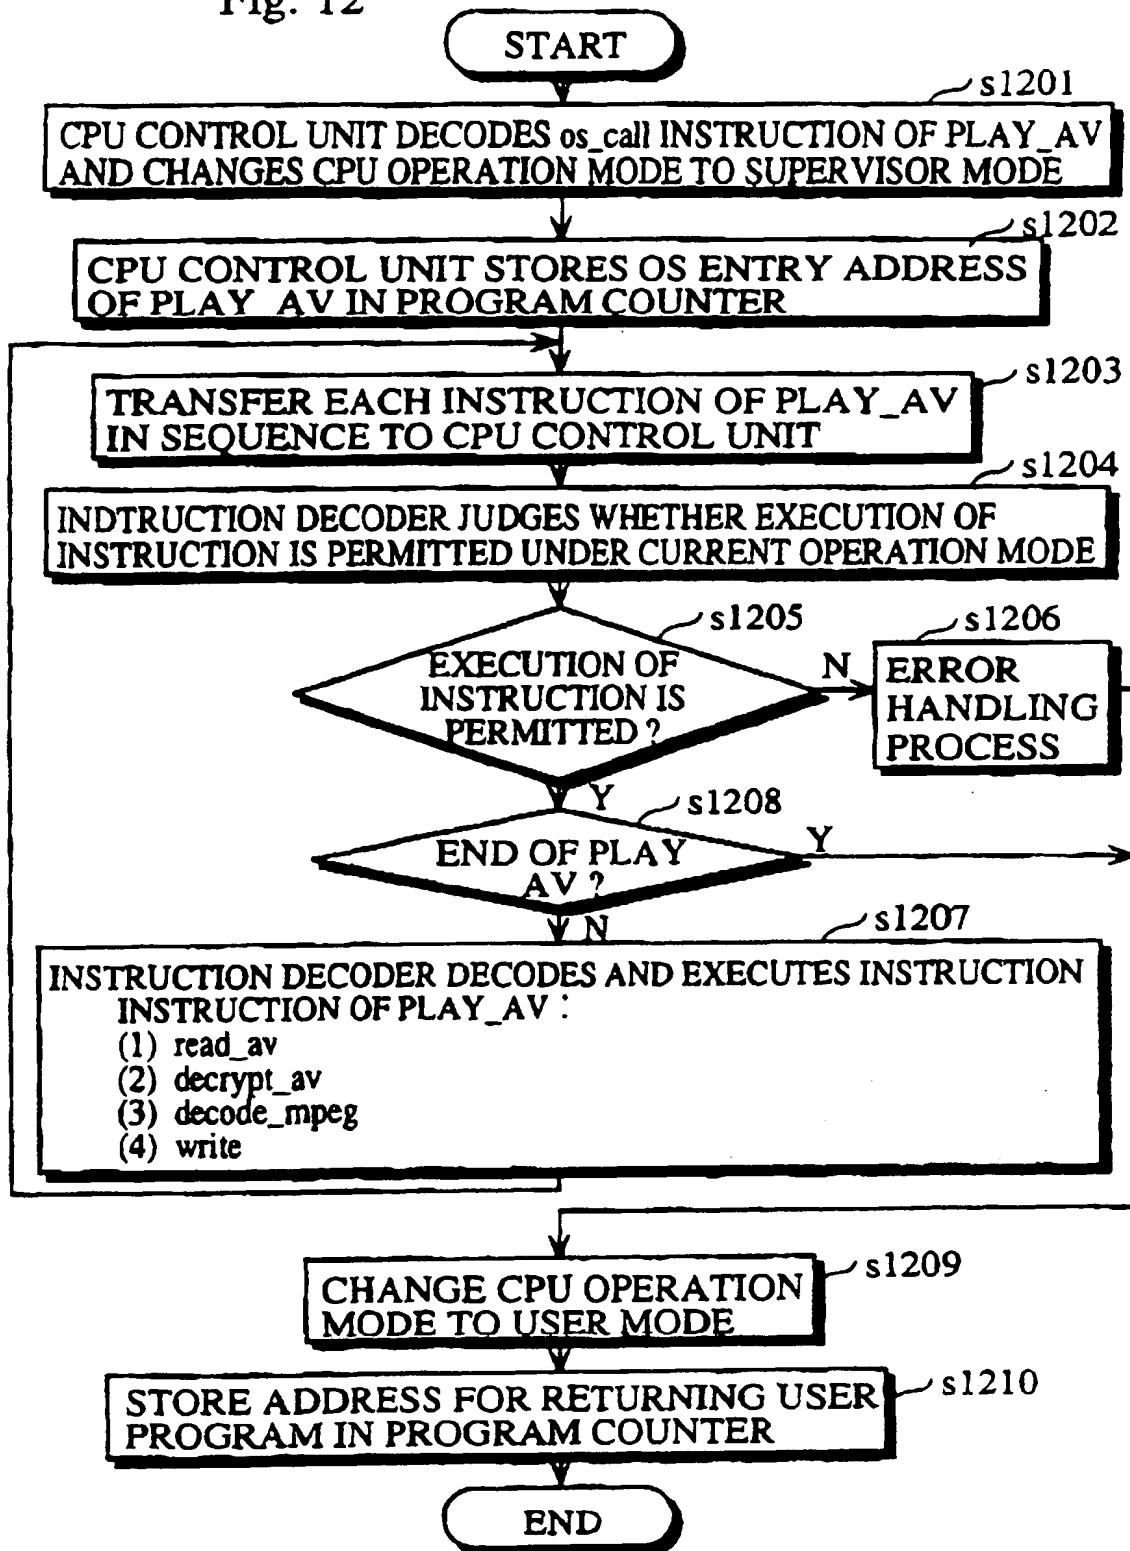 Fig. 12
START
s1201
CPU CONTROL UNIT DECODES os_call INSTRUCTION OF PLAY_AV
AND CHANGES CPU OPERATION MODE TO SUPERVISOR MODE
s1202
CPU CONTROL UNIT STORES OS ENTRY ADDRESS
OF PLAY_AV IN PROGRAM COUNTER
s1203
TRANSFER EACH INSTRUCTION OF PLAY_AV
IN SEQUENCE TO CPU CONTROL UNIT
s1204
INDTRUCTION DECODER JUDGES WHETHER EXECUTION OF
INSTRUCTION IS PERMITTED UNDER CURRENT OPERATION MODE
s1205
EXECUTION OF
INSTRUCTION IS
PERMITTED ?
N
s1206
ERROR
HANDLING
PROCESS
Y
s1208
END OF PLAY
AV ?
Y
N
s1207
INSTRUCTION DECODER DECODES AND EXECUTES INSTRUCTION
INSTRUCTION OF PLAY_AV :
(1) read_av
(2) decrypt_av
(3) decode_mpeg
(4) write
s1209
CHANGE CPU OPERATION
MODE TO USER MODE
s1210
STORE ADDRESS FOR RETURNING USER
PROGRAM IN PROGRAM COUNTER
END